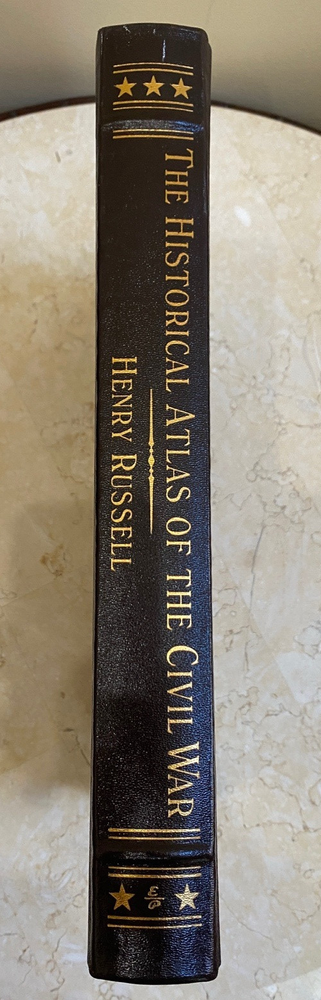 The Historical Atlas of the Civil War
Henry Russell